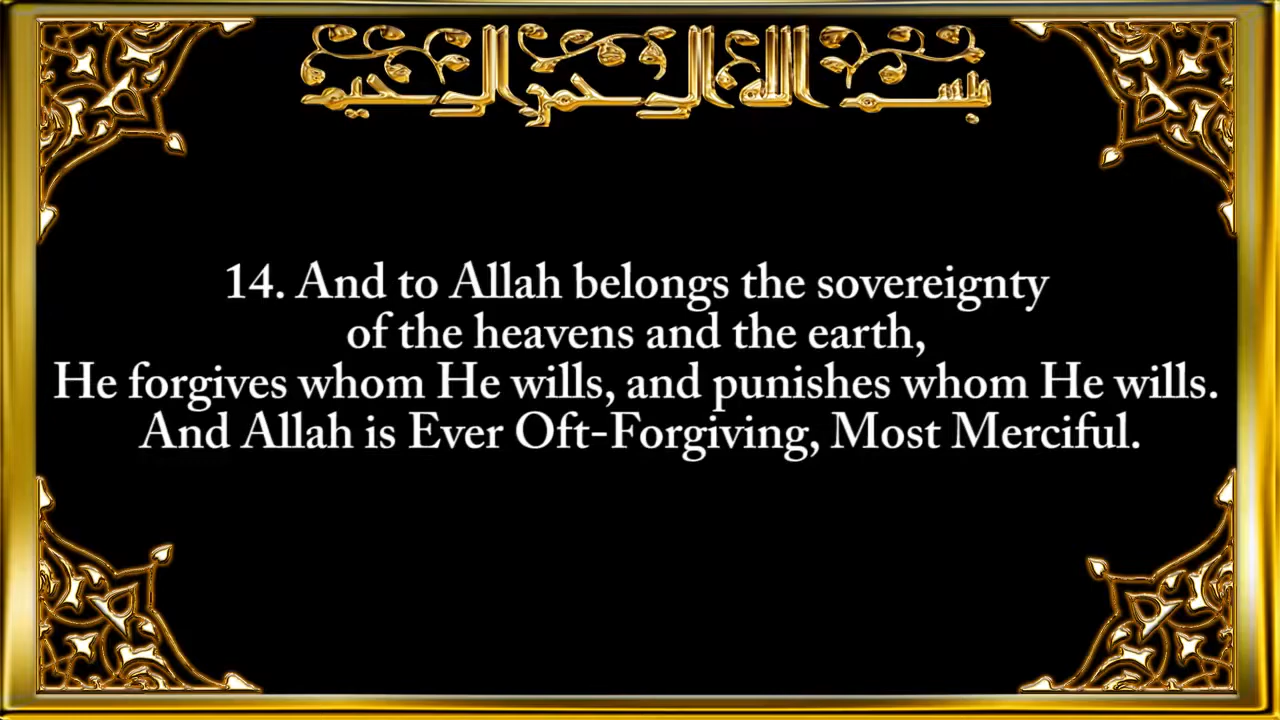 بسم الله الرحمن الرحيم
14. And to Allah belongs the sovereignty
of the heavens and the earth,
He forgives whom He wills, and punishes whom He wills.
And Allah is Ever Oft-Forgiving, Most Merciful.